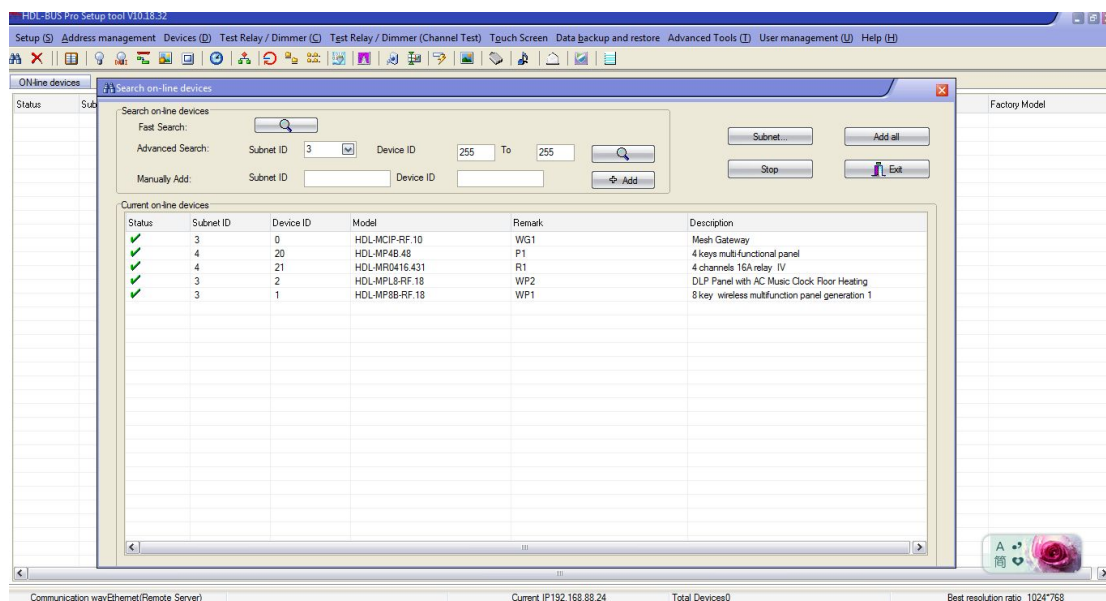 HDL-BUS Pro Setup tool V10.18.32
Setup (S) Address management Devices (D) Test Relay / Dimmer (C) Test Relay / Dimmer (Channel Test) Touch Screen Data backup and restore Advanced Tools (T) User management (U) Help (H)
ON-line devices
Search on-line devices
Status Sub Factory Model
Search on-line devices
Fast Search:
Subnet... Add all
Advanced Search: Subnet ID 3 Device ID 255 To 255
Stop Exit
Manually Add: Subnet ID Device ID Add
Current on-line devices
Status Subnet ID Device ID Model Remark Description
3 0 HDL-MCIP-RF.10 WG1 Mesh Gateway
4 20 HDL-MP4B.48 P1 4 keys multi-functional panel
4 21 HDL-MR0416.431 R1 4 channels 16A relay IV
3 2 HDL-MPL8-RF.18 WP2 DLP Panel with AC Music Clock Floor Heating
3 1 HDL-MP8B-RF.18 WP1 8 key wireless multifunction panel generation 1
A
简
Communication wayEthernet(Remote Server) Current IP192.168.88.24 Total Devices0 Best resolution ratio 1024*768